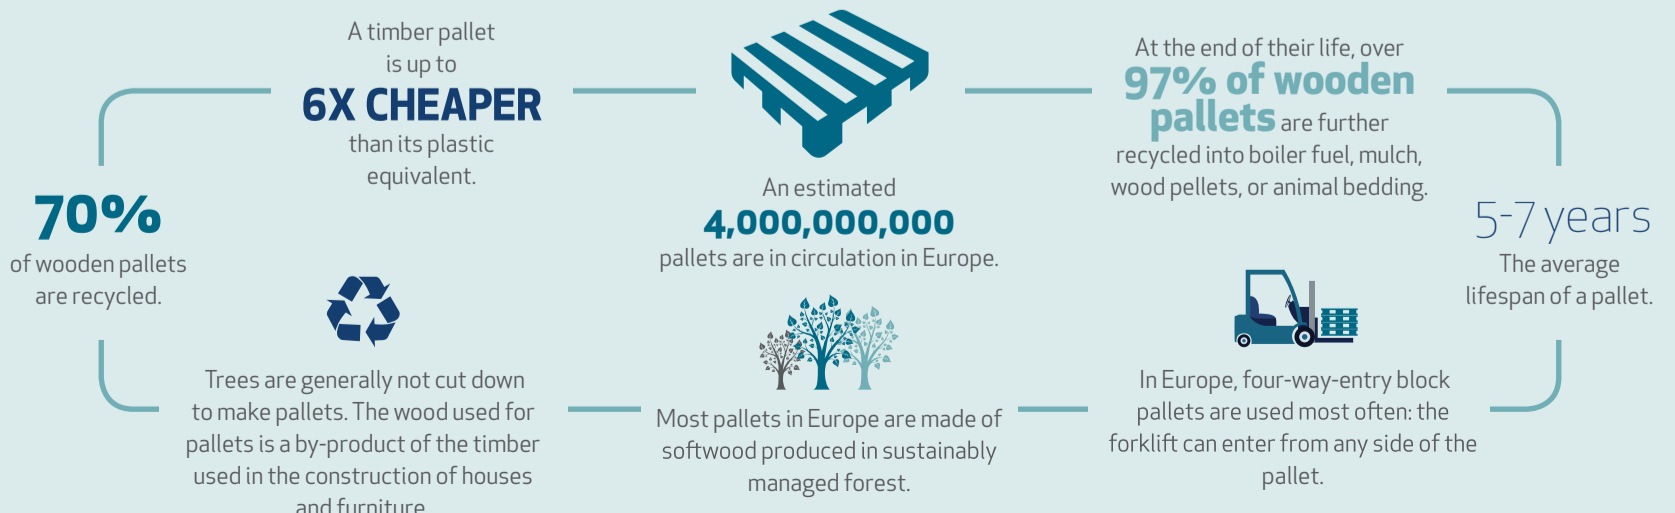 A timber pallet
is up to
6X CHEAPER
than its plastic
equivalent.
An estimated
4,000,000,000
pallets are in circulation in Europe.
At the end of their life, over
97% of wooden
pallets are further
recycled into boiler fuel, mulch,
wood pellets, or animal bedding.
70%
of wooden pallets
are recycled.
5-7 years
The average
lifespan of a pallet.
Trees are generally not cut down
to make pallets. The wood used for
pallets is a by-product of the timber
used in the construction of houses
and furniture
Most pallets in Europe are made of
softwood produced in sustainably
managed forest.
In Europe, four-way-entry block
pallets are used most often: the
forklift can enter from any side of the
pallet.